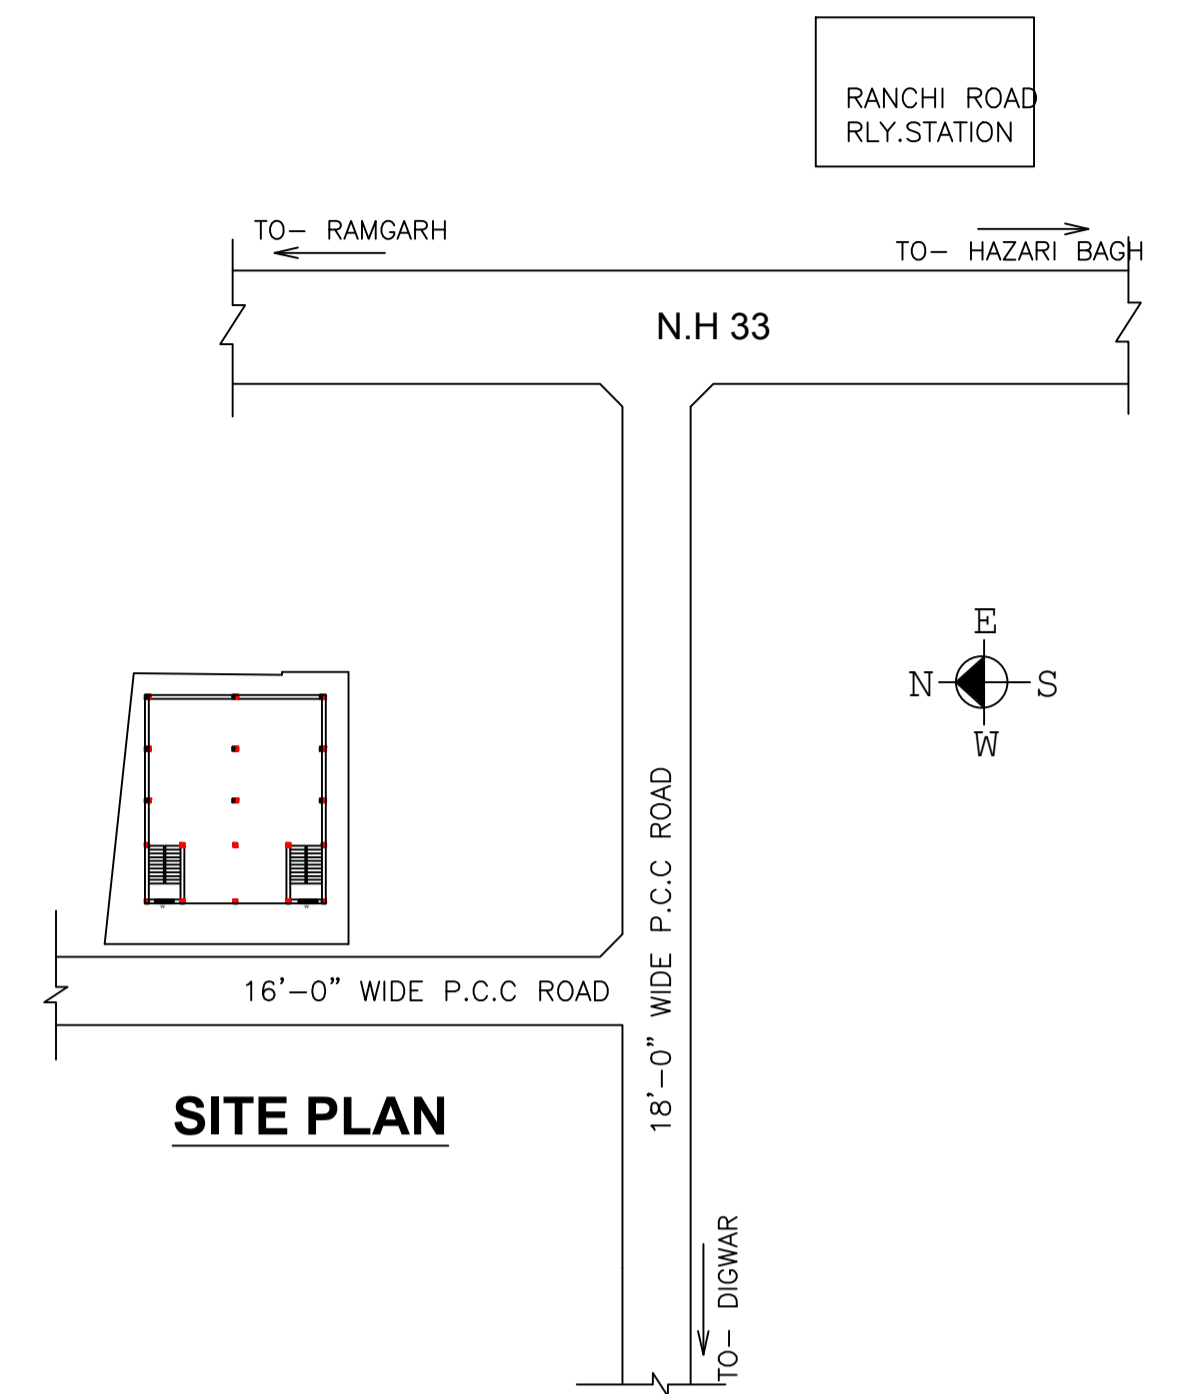 RANCHI ROAD
RLY.STATION
TO- RAMGARH
TO- HAZARI BAGH
N.H 33
E
N
S
W
18'-0" WIDE P.C.C ROAD
16'-0" WIDE P.C.C ROAD
SITE PLAN
TO- DIGWAR